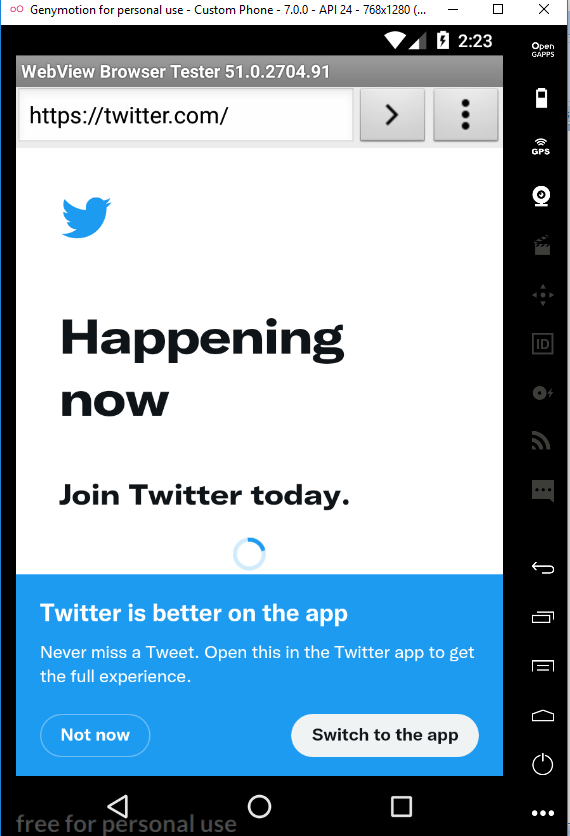 Genymotion for personal use - Custom Phone - 7.0.0 - API 24 - 768x1280 (...
2:23
WebView Browser Tester 51.0.2704.91
https://twitter.com/
Happening
now
Join Twitter today.
Twitter is better on the app
Never miss a Tweet. Open this in the Twitter app to get
the full experience.
Not now
Switch to the app
free for personal use
Open
GAPPS
GPS
ID